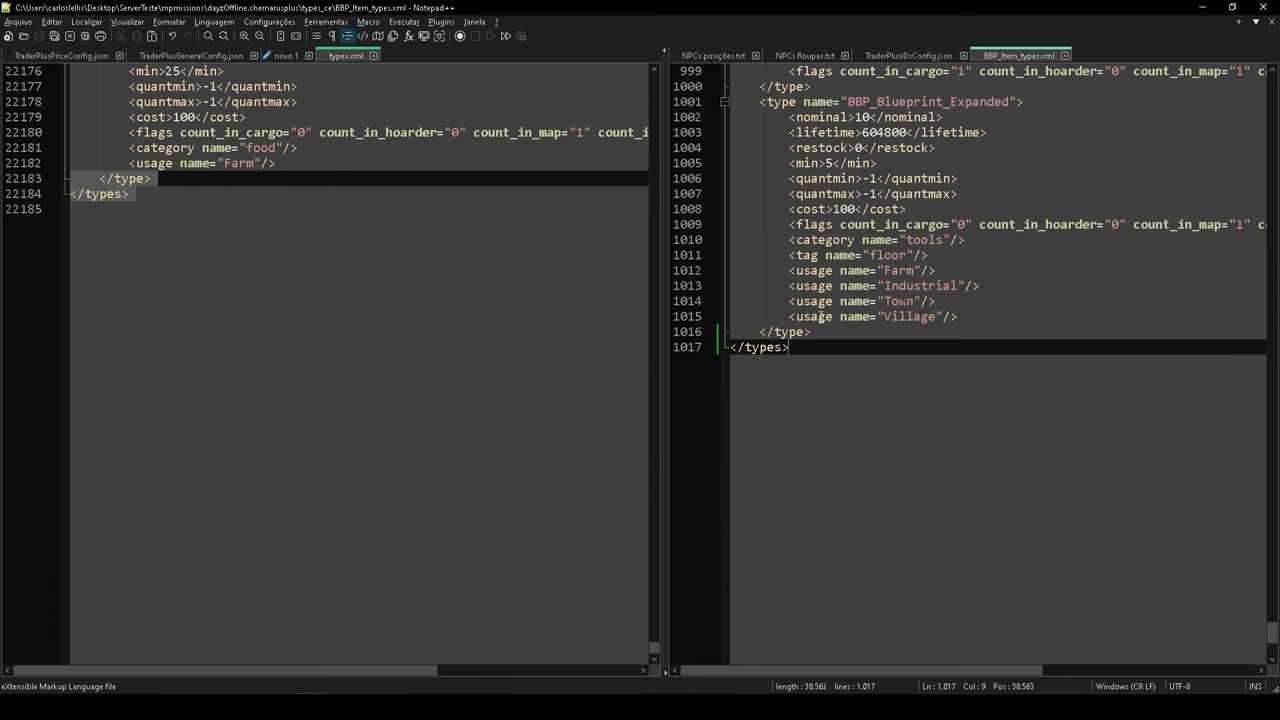 C:\Users\carloslellis\Desktop\ServerTeste\mpmissions\dayzOffline.chernarusplus\types_ce\BBP_Item_types.xml - Notepad++
Arquivo Editar Localizar Visualizar Formatar Linguagem Configurações Ferramentas Macro Executar Plugins Janela ?
TraderPlusPriceConfig.json TraderPlusGeneralConfig.json novo 1 types.xml
22176 <min>25</min>
22177 <quantmin>-1</quantmin>
22178 <quantmax>-1</quantmax>
22179 <cost>100</cost>
22180 <flags count_in_cargo="0" count_in_hoarder="0" count_in_map="1" count_i
22181 <category name="food"/>
22182 <usage name="Farm"/>
22183 </type>
22184 </types>
22185
NPCs posições.txt NPCs Roupas.txt TraderPlusIDsConfig.json BBP_Item_types.xml
999 <flags count_in_cargo="1" count_in_hoarder="0" count_in_map="1" c
1000 </type>
1001 <type name="BBP_Blueprint_Expanded">
1002 <nominal>10</nominal>
1003 <lifetime>604800</lifetime>
1004 <restock>0</restock>
1005 <min>5</min>
1006 <quantmin>-1</quantmin>
1007 <quantmax>-1</quantmax>
1008 <cost>100</cost>
1009 <flags count_in_cargo="0" count_in_hoarder="0" count_in_map="1" c
1010 <category name="tools"/>
1011 <tag name="floor"/>
1012 <usage name="Farm"/>
1013 <usage name="Industrial"/>
1014 <usage name="Town"/>
1015 <usage name="Village"/>
1016 </type>
1017 </types>
eXtensible Markup Language file length : 38.562 lines : 1.017 Ln : 1.017 Col : 9 Pos : 38.563 Windows (CR LF) UTF-8 INS